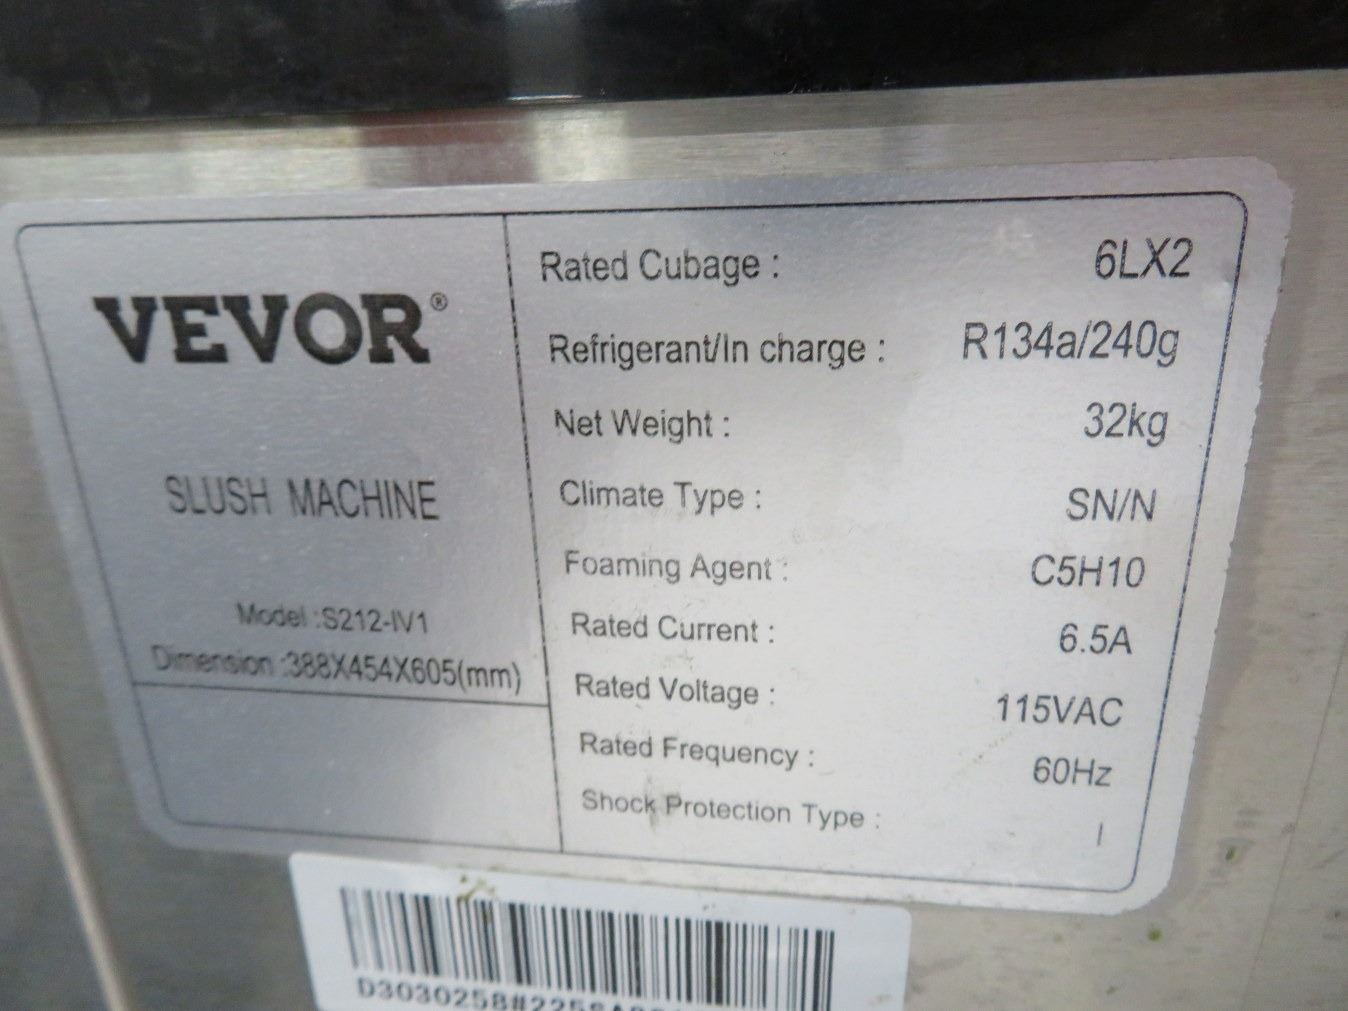 VEVOR®
SLUSH MACHINE
Model :S212-IV1
Dimension :388X454X605(mm)
Rated Cubage : 6LX2
Refrigerant/In charge : R134a/240g
Net Weight : 32kg
Climate Type : SN/N
Foaming Agent : C5H10
Rated Current : 6.5A
Rated Voltage : 115VAC
Rated Frequency : 60Hz
Shock Protection Type : I